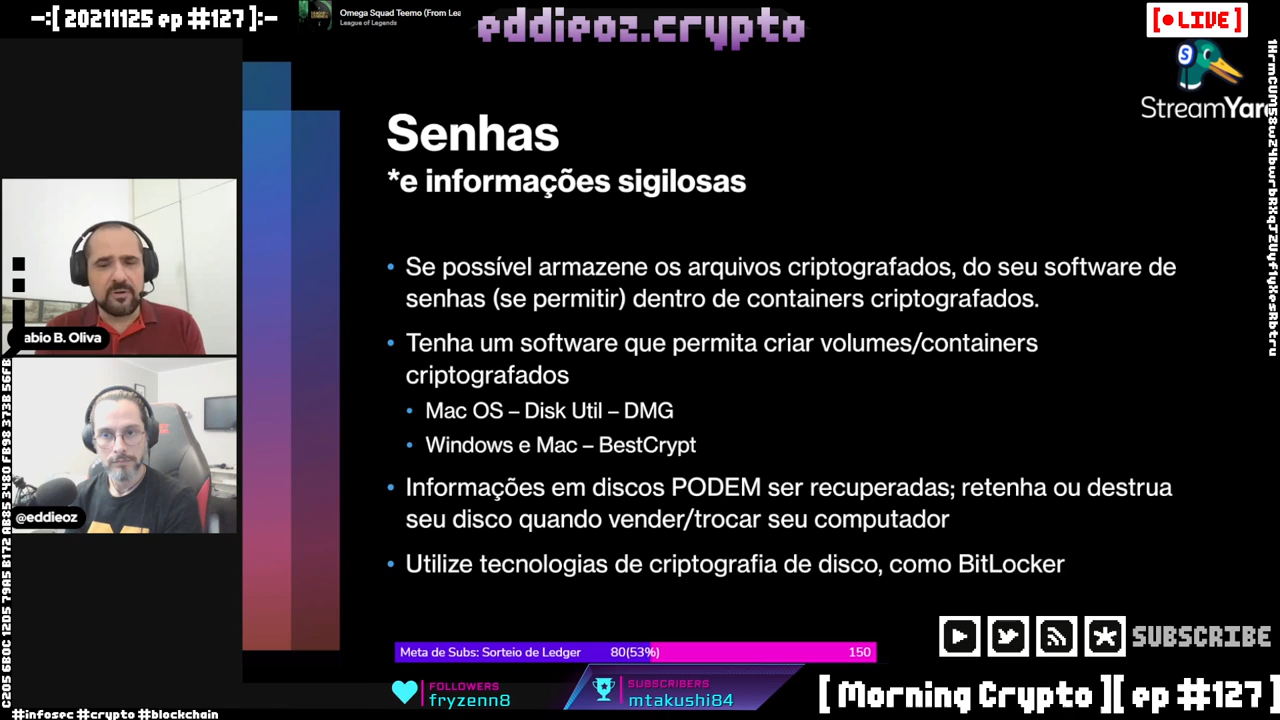 -:[ 20211125 ep #127 ]:-
Omega Squad Teemo (From Lea
League of Legends
eddieoz.crypto
[•LIVE]
StreamYard
Senhas
*e informações sigilosas
• Se possível armazene os arquivos criptografados, do seu software de
senhas (se permitir) dentro de containers criptografados.
• Tenha um software que permita criar volumes/containers
criptografados
• Mac OS – Disk Util – DMG
• Windows e Mac – BestCrypt
• Informações em discos PODEM ser recuperadas; retenha ou destrua
seu disco quando vender/trocar seu computador
• Utilize tecnologias de criptografia de disco, como BitLocker
abio B. Oliva
@eddieoz
Meta de Subs: Sorteio de Ledger 80(53%) 150
FOLLOWERS
fryzenn8
SUBSCRIBERS
mtakushi84
SUBSCRIBE
[ Morning Crypto ][ ep #127 ]
#infosec #crypto #blockchain